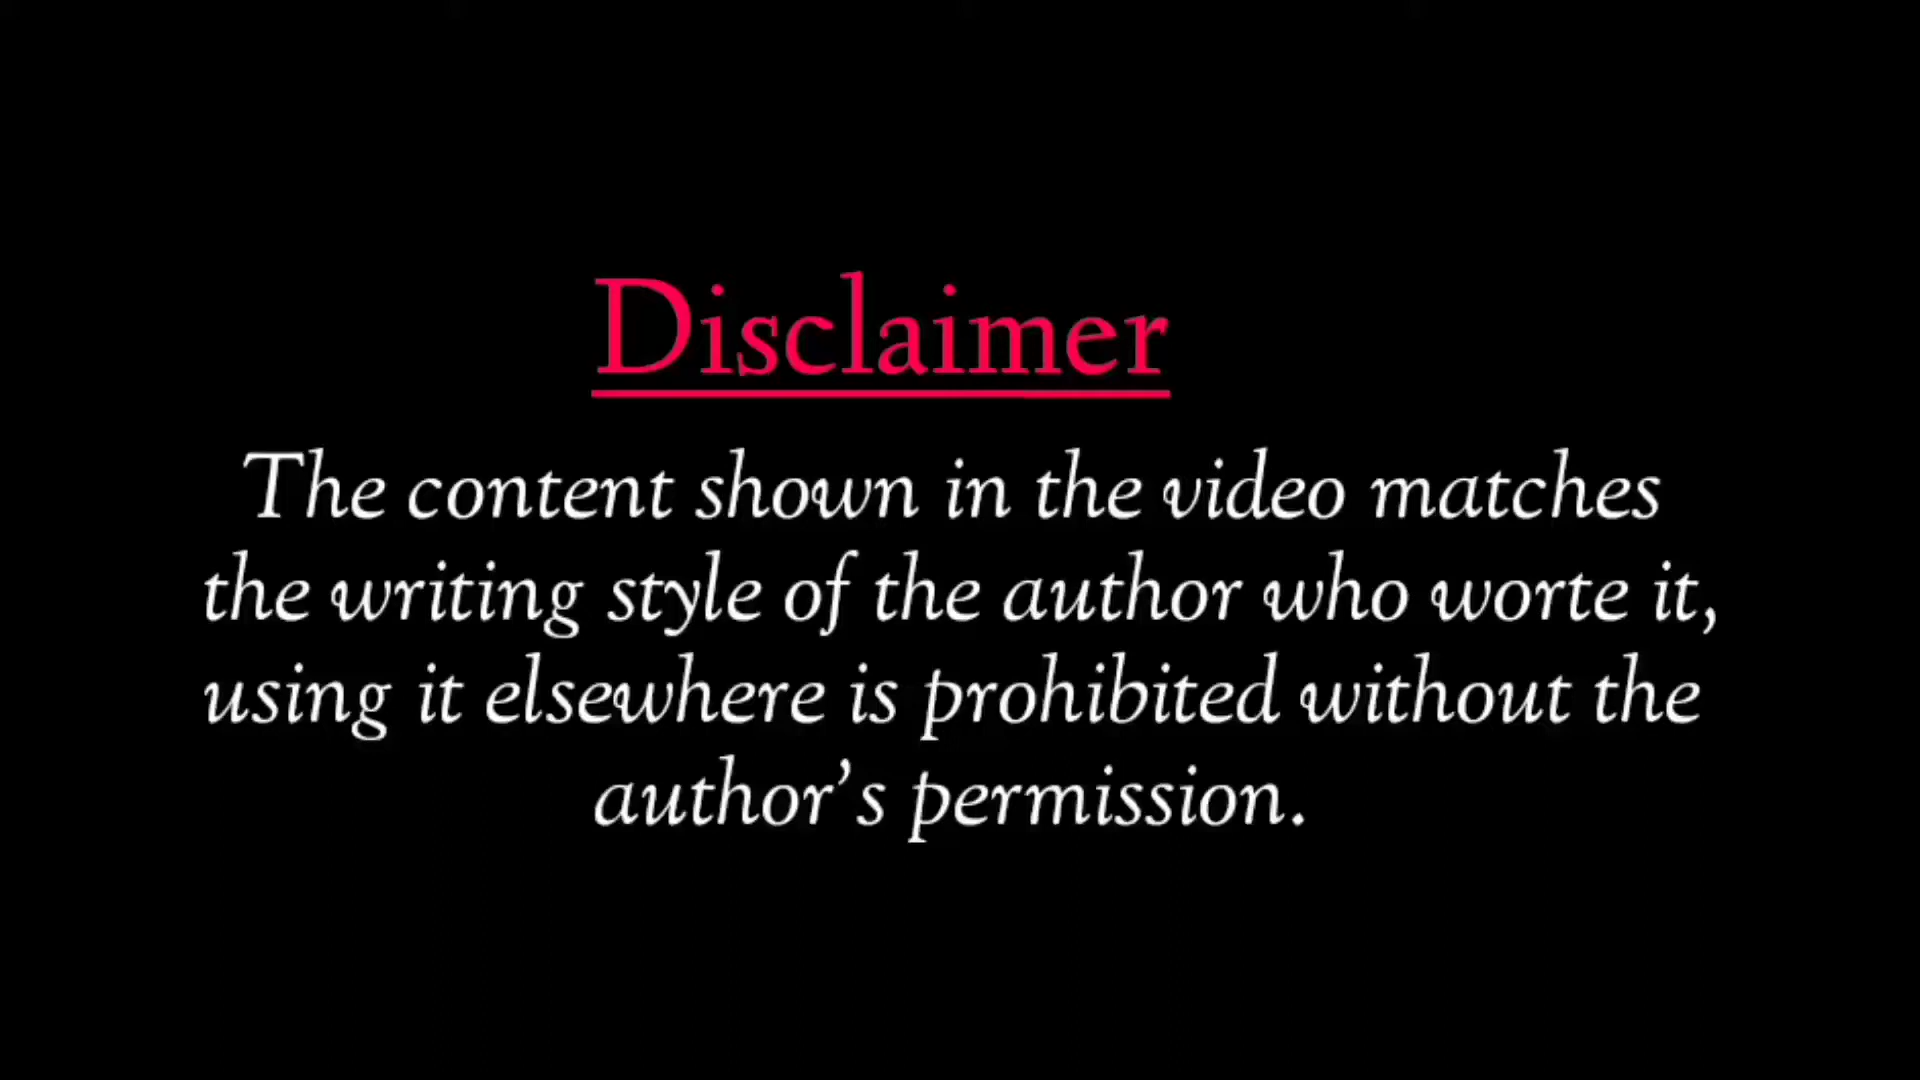 Disclaimer
The content shown in the video matches
the writing style of the author who worte it,
using it elsewhere is prohibited without the
author’s permission.